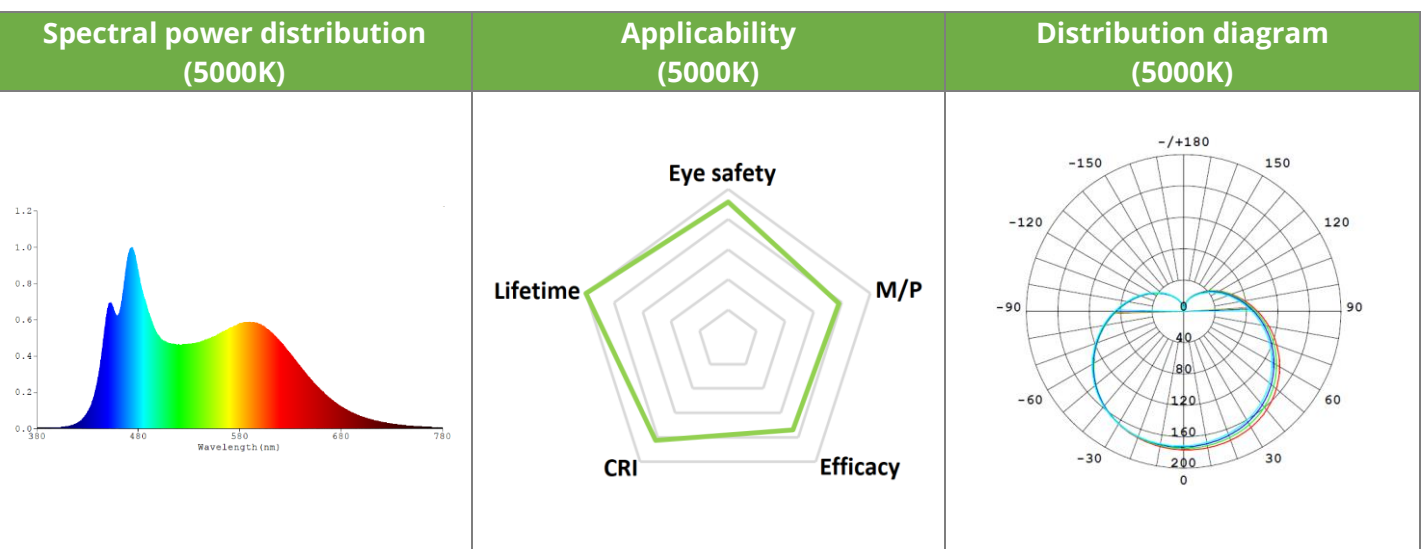 Spectral power distribution
(5000K)
Applicability
(5000K)
Distribution diagram
(5000K)
1.2
1.0
0.8
0.6
0.4
0.2
0.0
380
480
580
680
780
Wavelength(nm)
Eye safety
Lifetime
M/P
CRI
Efficacy
-/+180
-150
150
-120
120
-90
0
90
40
80
-60
120
60
160
-30
200
30
0